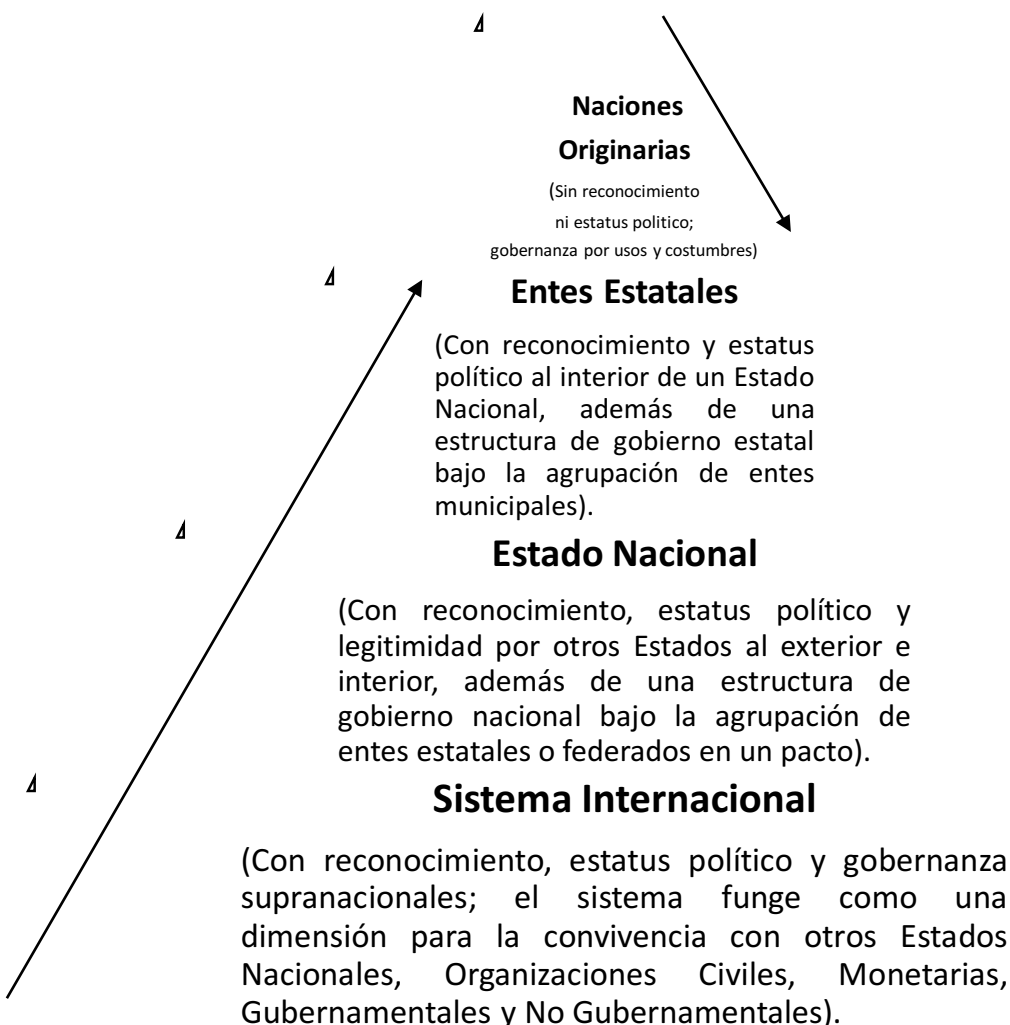 Naciones
Originarias
(Sin reconocimiento
ni estatus politico;
gobernanza por usos y costumbres)
Entes Estatales
(Con reconocimiento y estatus
político al interior de un Estado
Nacional, además de una
estructura de gobierno estatal
bajo la agrupación de entes
municipales).
Estado Nacional
(Con reconocimiento, estatus político y
legitimidad por otros Estados al exterior e
interior, además de una estructura de
gobierno nacional bajo la agrupación de
entes estatales o federados en un pacto).
Sistema Internacional
(Con reconocimiento, estatus político y gobernanza
supranacionales; el sistema funge como una
dimensión para la convivencia con otros Estados
Nacionales, Organizaciones Civiles, Monetarias,
Gubernamentales y No Gubernamentales).